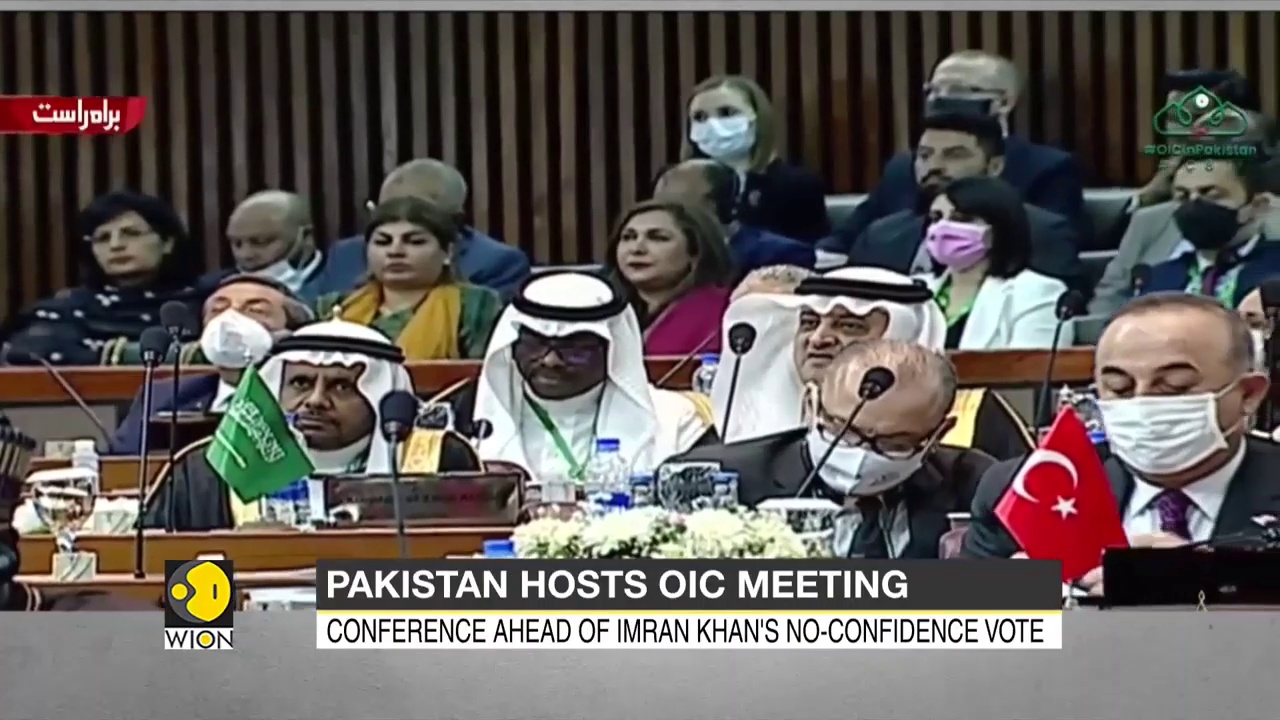 براہ راست
#OICinPakistan
WION
PAKISTAN HOSTS OIC MEETING
CONFERENCE AHEAD OF IMRAN KHAN'S NO-CONFIDENCE VOTE